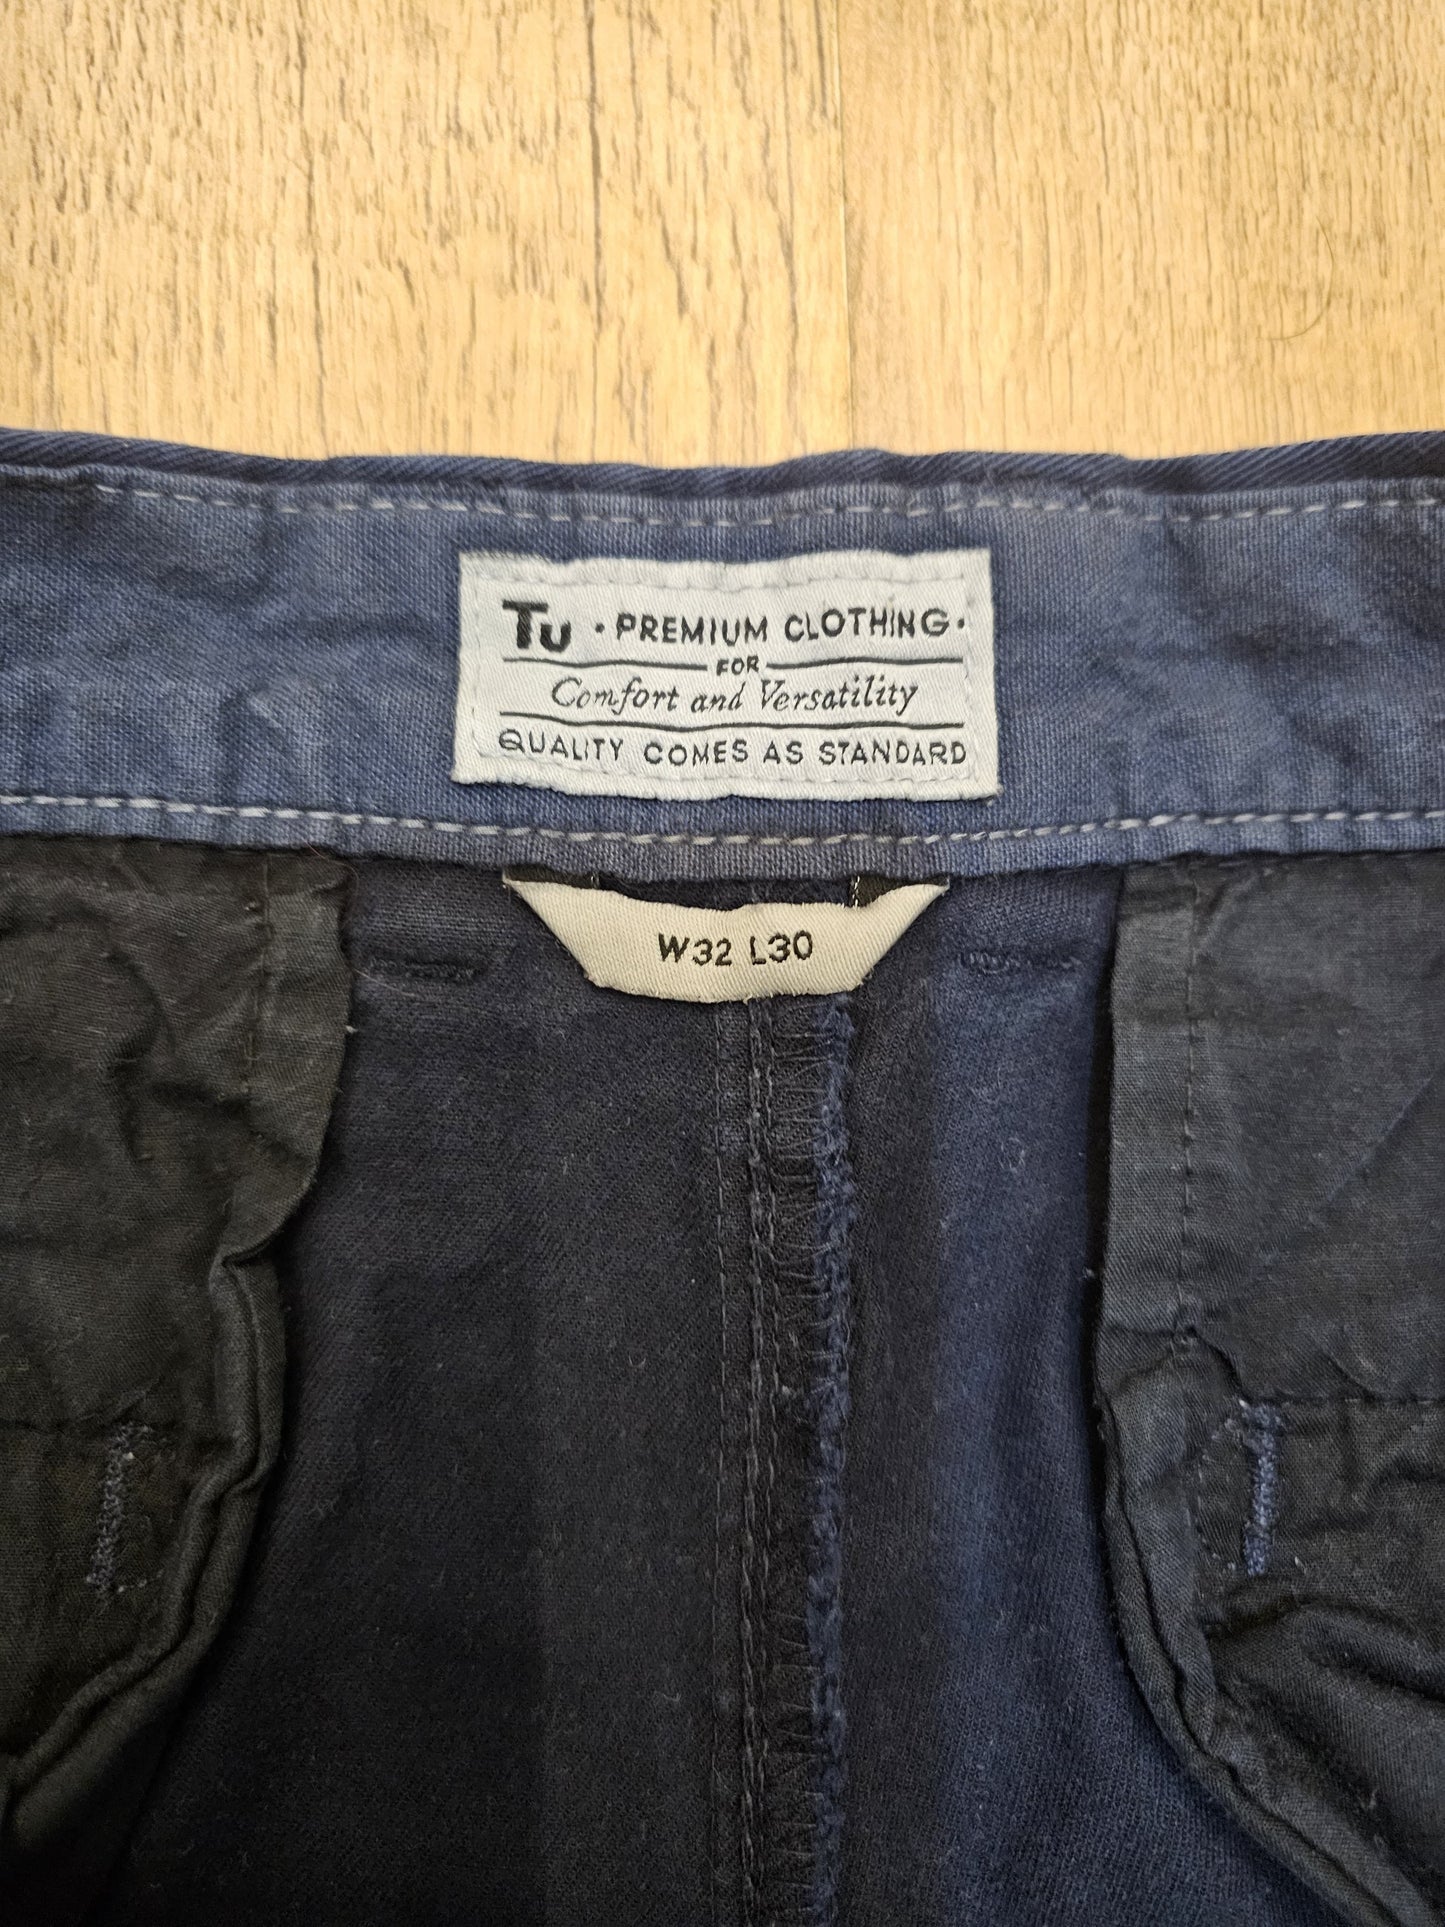 Tu · PREMIUM CLOTHING ·
FOR
Comfort and Versatility
QUALITY COMES AS STANDARD
W32 L30